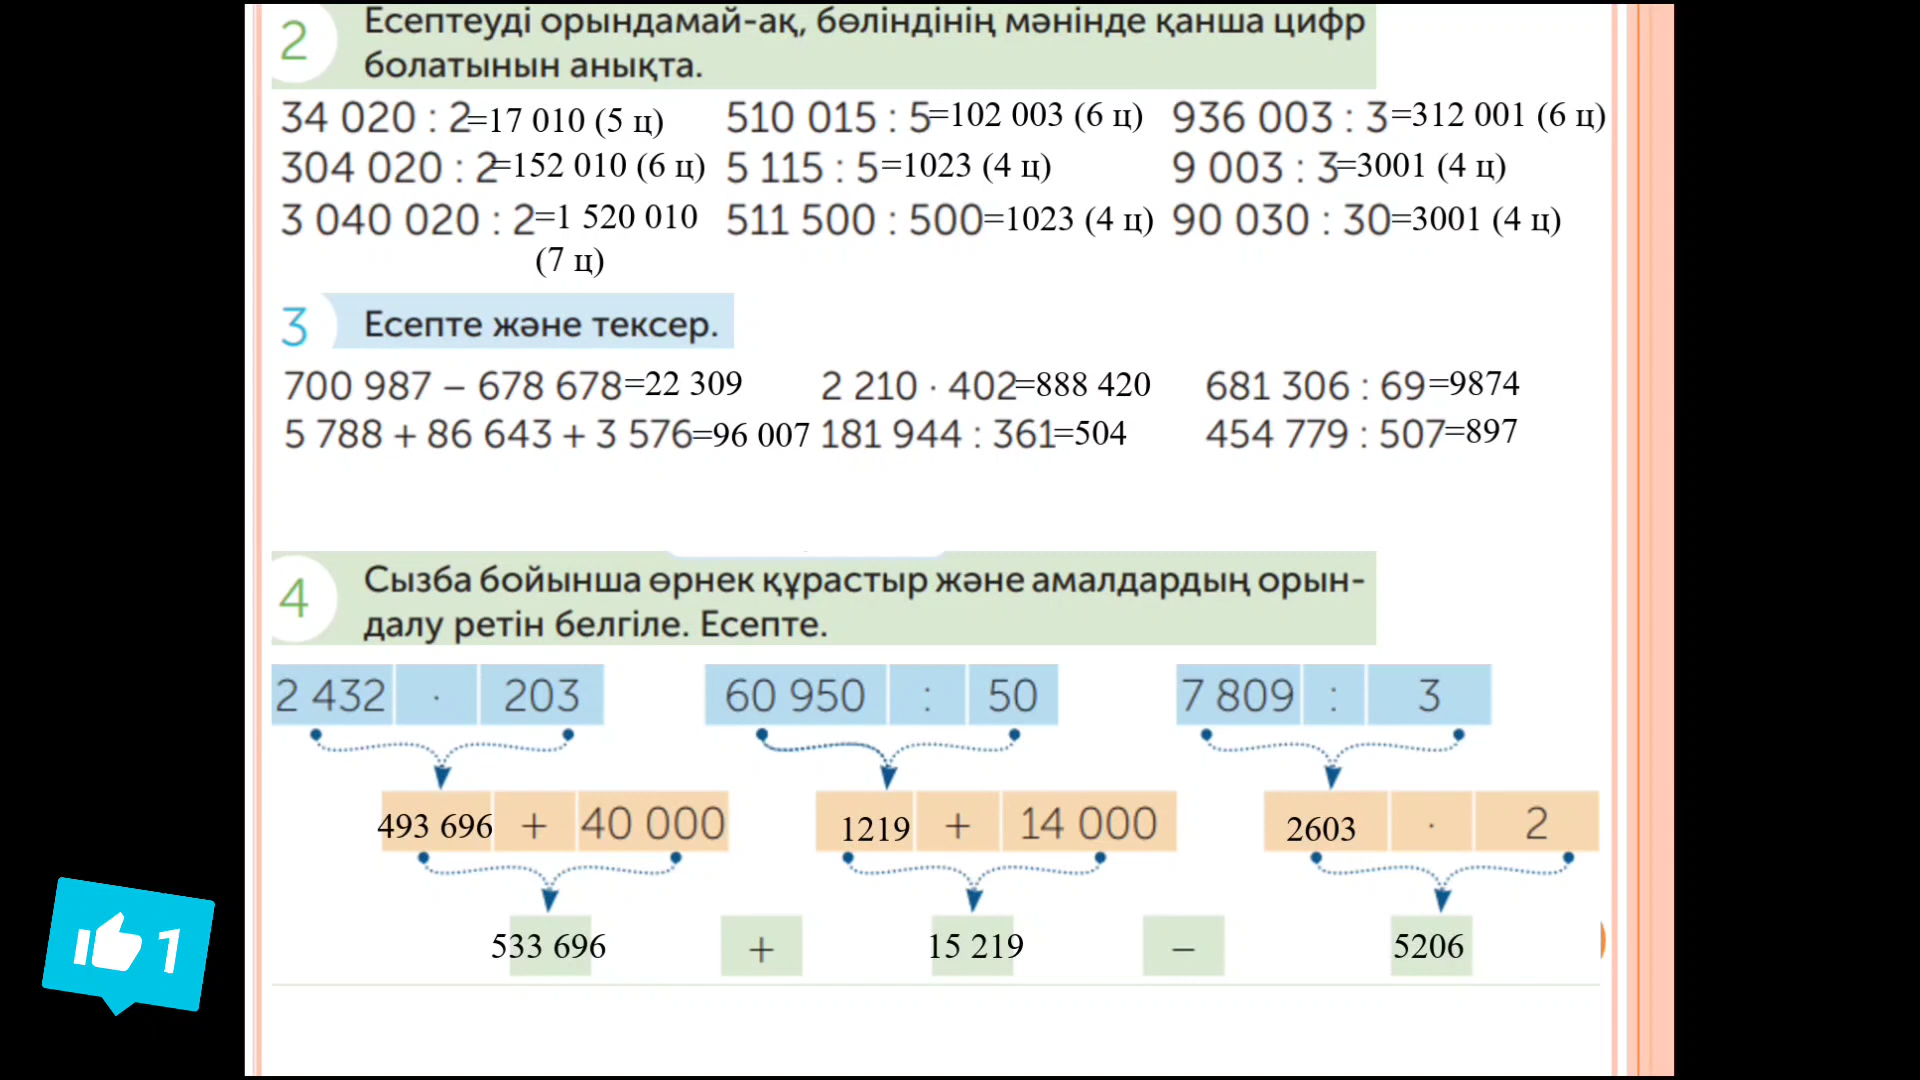 2
Есептеуді орындамай-ақ, бөліндінің мәнінде қанша цифр
болатынын анықта.
34 020 : 2=17 010 (5 ц) 510 015 : 5=102 003 (6 ц) 936 003 : 3=312 001 (6 ц)
304 020 : 2=152 010 (6 ц) 5 115 : 5=1023 (4 ц) 9 003 : 3=3001 (4 ц)
3 040 020 : 2=1 520 010 511 500 : 500=1023 (4 ц) 90 030 : 30=3001 (4 ц)
(7 ц)
3 Есепте және тексер.
700 987 – 678 678=22 309 2 210 · 402=888 420 681 306 : 69=9874
5 788 + 86 643 + 3 576=96 007 181 944 : 361=504 454 779 : 507=897
4
Сызба бойынша өрнек құрастыр және амалдардың орын-
далу ретін белгіле. Есепте.
2 432 · 203 60 950 : 50 7 809 : 3
493 696 + 40 000 1219 + 14 000 2603 · 2
533 696 + 15 219 – 5206
1